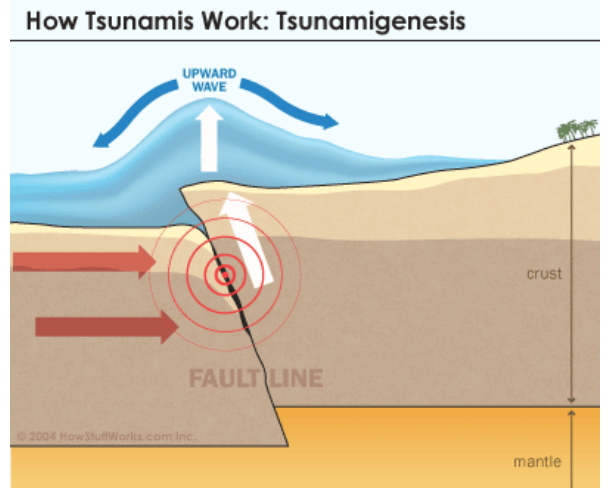 How Tsunamis Work: Tsunamigenesis
UPWARD
WAVE
crust
FAULT LINE
© 2004 HowStuffWorks.com Inc.
mantle